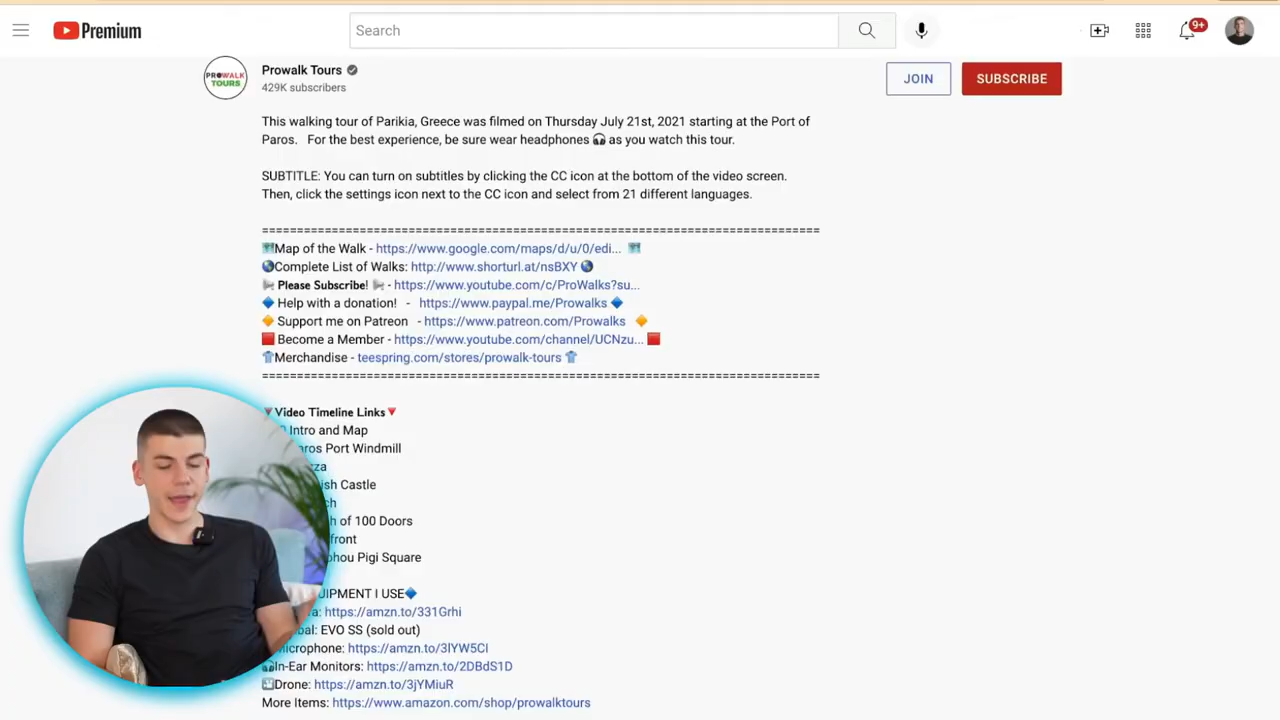 Premium
Search
9+
PROWALK
TOURS
Prowalk Tours
429K subscribers
JOIN
SUBSCRIBE
This walking tour of Parikia, Greece was filmed on Thursday July 21st, 2021 starting at the Port of
Paros. For the best experience, be sure wear headphones 🎧 as you watch this tour.
SUBTITLE: You can turn on subtitles by clicking the CC icon at the bottom of the video screen.
Then, click the settings icon next to the CC icon and select from 21 different languages.
==============================================================================
🗺Map of the Walk - https://www.google.com/maps/d/u/0/edi... 🗺
🌎Complete List of Walks: http://www.shorturl.at/nsBXY 🌎
📢 Please Subscribe! 📢 - https://www.youtube.com/c/ProWalks?su...
🔷 Help with a donation! - https://www.paypal.me/Prowalks 🔷
🔶 Support me on Patreon - https://www.patreon.com/Prowalks 🔶
🟥 Become a Member - https://www.youtube.com/channel/UCNzu... 🟥
👕Merchandise - teespring.com/stores/prowalk-tours 👕
==============================================================================
🔻Video Timeline Links🔻
Intro and Map
Port Windmill
Castle
of 100 Doors
Pigi Square
I USE🔷
https://amzn.to/331Grhi
EVO SS (sold out)
https://amzn.to/3lYW5Cl
🎧In-Ear Monitors: https://amzn.to/2DBdS1D
🎦Drone: https://amzn.to/3jYMiuR
More Items: https://www.amazon.com/shop/prowalktours